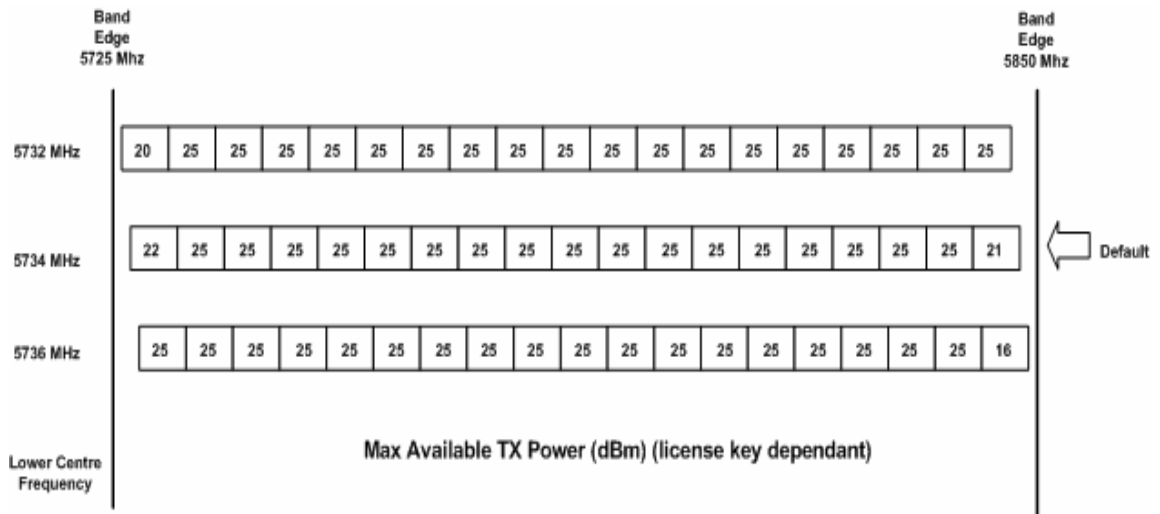 Band
Edge
5725 Mhz
Band
Edge
5850 Mhz
5732 MHz
20 25 25 25 25 25 25 25 25 25 25 25 25 25 25 25 25 25 25
5734 MHz
22 25 25 25 25 25 25 25 25 25 25 25 25 25 25 25 25 25 21
Default
5736 MHz
25 25 25 25 25 25 25 25 25 25 25 25 25 25 25 25 25 25 16
Max Available TX Power (dBm) (license key dependant)
Lower Centre
Frequency